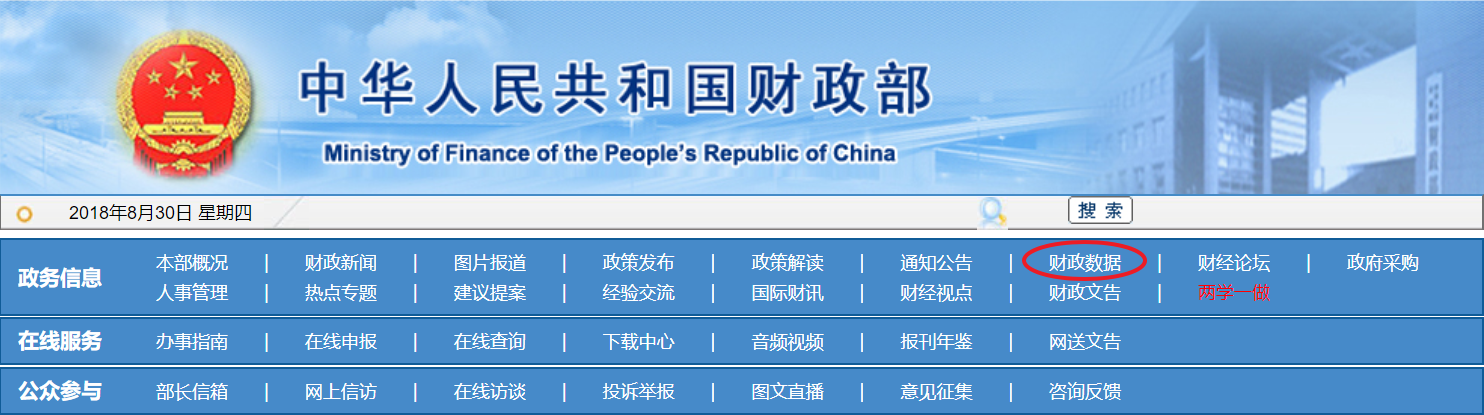 中华人民共和国财政部
Ministry of Finance of the People's Republic of China
2018年8月30日 星期四
搜 索
政务信息
本部概况 | 财政新闻 | 图片报道 | 政策发布 | 政策解读 | 通知公告 | 财政数据 | 财经论坛 | 政府采购
人事管理 | 热点专题 | 建议提案 | 经验交流 | 国际财讯 | 财经视点 | 财政文告 | 两学一做
在线服务 办事指南 | 在线申报 | 在线查询 | 下载中心 | 音频视频 | 报刊年鉴 | 网送文告
公众参与 部长信箱 | 网上信访 | 在线访谈 | 投诉举报 | 图文直播 | 意见征集 | 咨询反馈